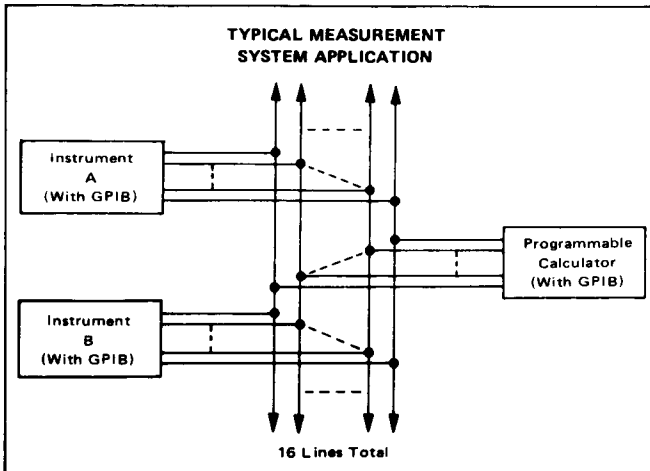 TYPICAL MEASUREMENT
SYSTEM APPLICATION
Instrument
A
(With GPIB)
Programmable
Calculator
(With GPIB)
Instrument
B
(With GPIB)
16 Lines Total